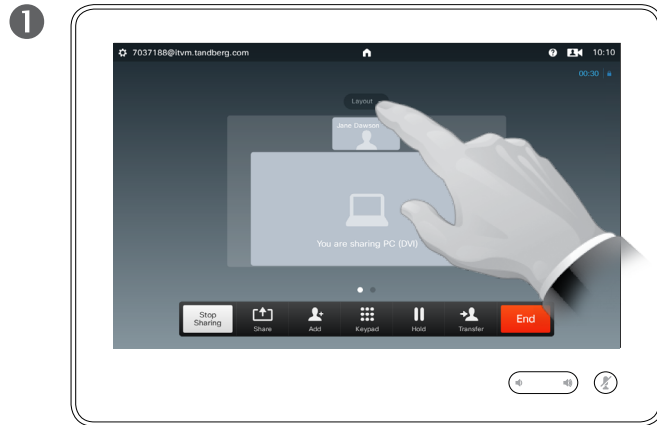 1
7037188@itvm.tandberg.com
?
10:10
00:30
Layout
Jane Dawson
You are sharing PC (DVI)
Stop
Sharing
Share
Add
Keypad
Hold
Transfer
End